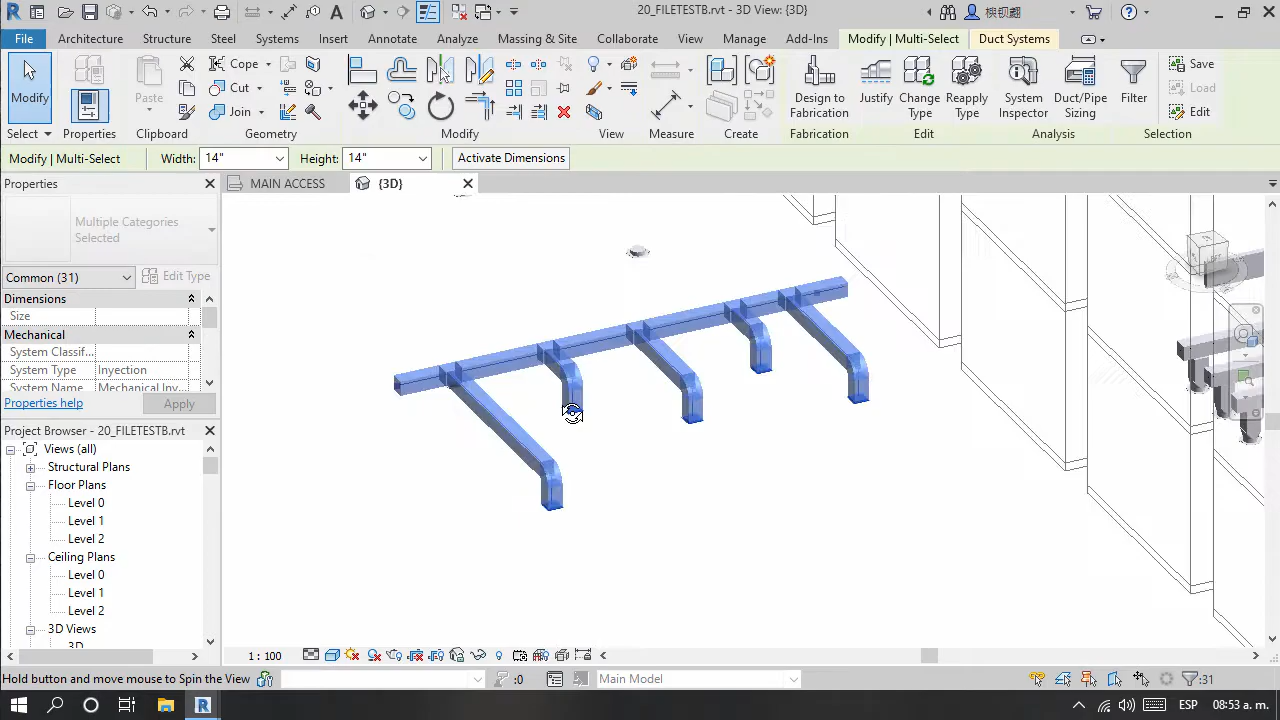 20_FILETESTB.rvt - 3D View: {3D}
File Architecture Structure Steel Systems Insert Annotate Analyze Massing & Site Collaborate View Manage Add-Ins Modify | Multi-Select Duct Systems
Modify
Paste
Cope
Cut
Join
Design to
Fabrication
Justify
Change
Type
Reapply
Type
System
Inspector
Duct/Pipe
Sizing
Filter
Save
Load
Edit
Select Properties Clipboard Geometry Modify View Measure Create Fabrication Edit Analysis Selection
Modify | Multi-Select Width: 14" Height: 14" Activate Dimensions
Properties
MAIN ACCESS {3D}
Multiple Categories
Selected
Common (31) Edit Type
Dimensions
Size
Mechanical
System Classif...
System Type Injection
System Name Mechanical Inv...
Properties help Apply
Project Browser - 20_FILETESTB.rvt
Views (all)
Structural Plans
Floor Plans
Level 0
Level 1
Level 2
Ceiling Plans
Level 0
Level 1
Level 2
3D Views
3D
1 : 100
Hold button and move mouse to Spin the View :0 Main Model :31
ESP 08:53 a. m.